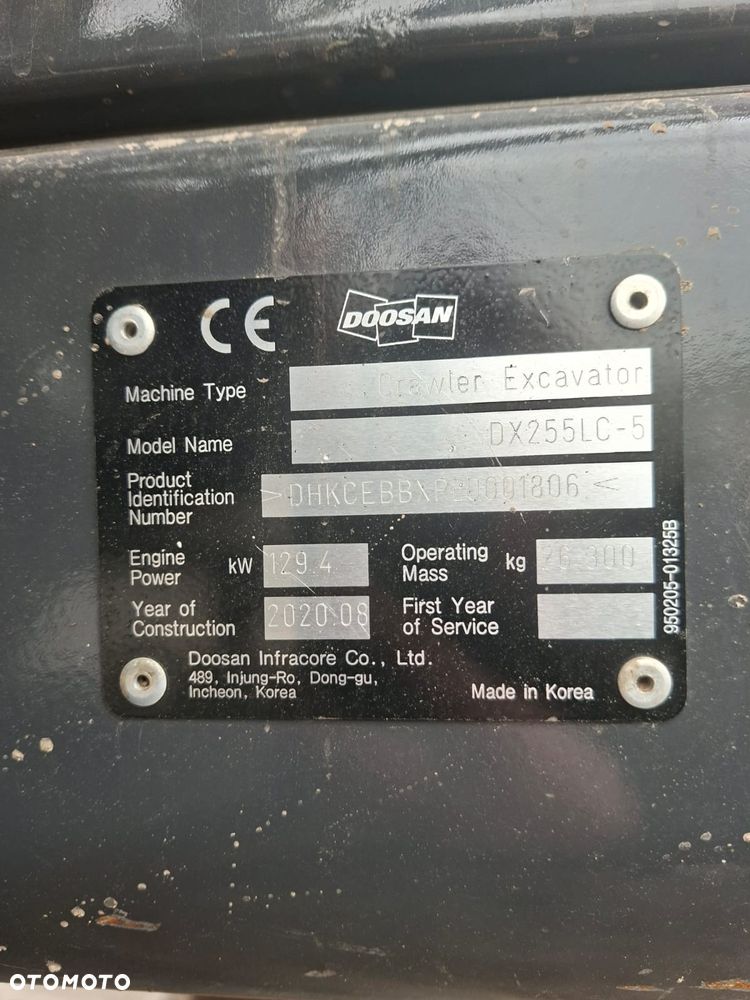 CE DOOSAN
Machine Type Crawler Excavator
Model Name DX255LC-5
Product
Identification
Number
Engine
Power kW 129.4
Operating
Mass kg 26 300
Year of
Construction 2020.08
First Year
of Service
950205-01325B
Doosan Infracore Co., Ltd.
489, Injung-Ro, Dong-gu,
Incheon, Korea
Made in Korea
OTOMOTO